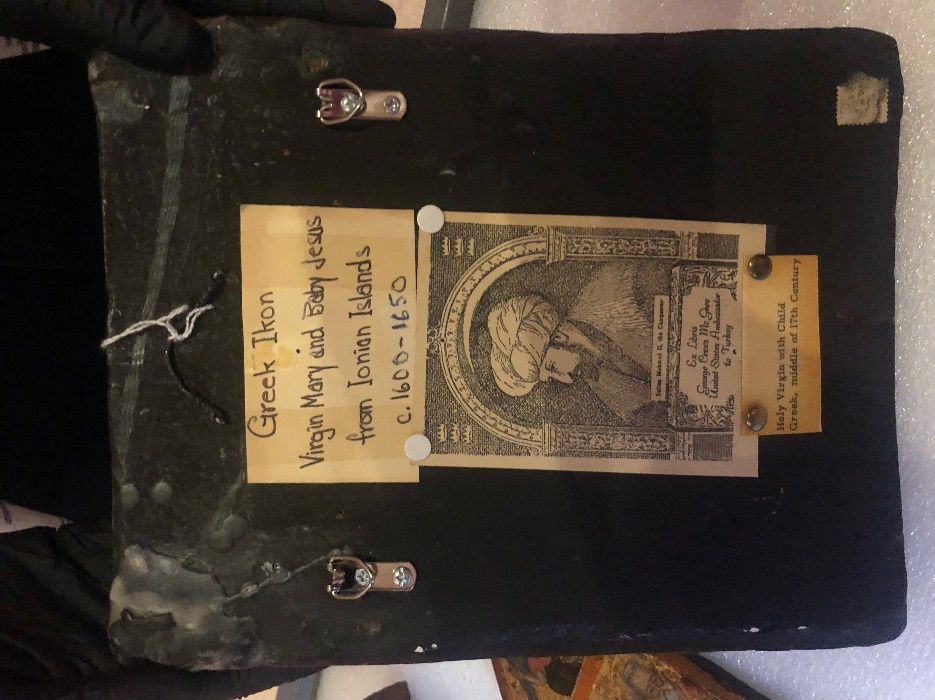 Greek Ikon
Virgin Mary and Baby Jesus
from Ionian Islands
c. 1600-1650
Sultan Mahomed II, the Conqueror
Ex Libris
George Crews McGhee
United States Ambassador
to Turkey
Holy Virgin with Child
Greek, middle of 17th Century